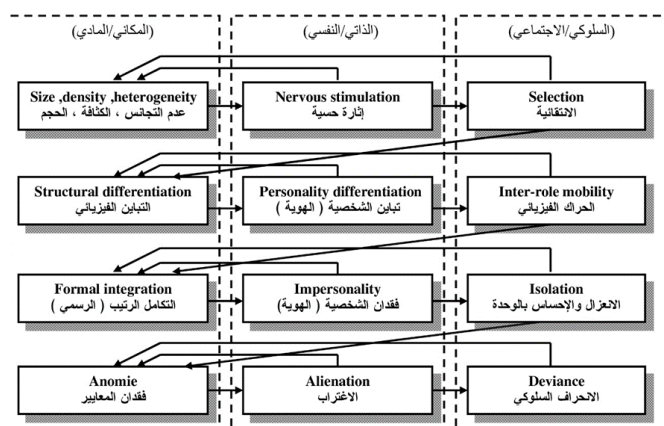 (المكاني/المادي)
(الذاتي/النفسي)
(السلوكي/الاجتماعي)
Size ,density ,heterogeneity
عدم التجانس ، الكثافة ، الحجم
Nervous stimulation
إثارة حسية
Selection
الانتقائية
Structural differentiation
التباين الفيزيائي
Personality differentiation
تباين الشخصية ( الهوية )
Inter-role mobility
الحراك الفيزيائي
Formal integration
التكامل الرتيب ( الرسمي )
Impersonality
فقدان الشخصية ( الهوية)
Isolation
الانعزال والإحساس بالوحدة
Anomie
فقدان المعايير
Alienation
الاغتراب
Deviance
الانحراف السلوكي